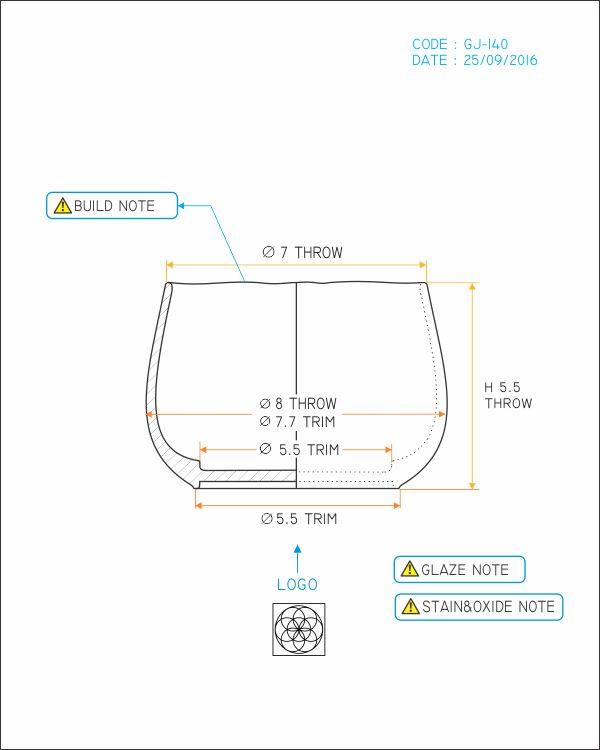 CODE : GJ-140
DATE : 25/09/2016
BUILD NOTE
Ø 7 THROW
H 5.5
THROW
Ø 8 THROW
Ø 7.7 TRIM
Ø 5.5 TRIM
Ø 5.5 TRIM
LOGO
GLAZE NOTE
STAIN&OXIDE NOTE